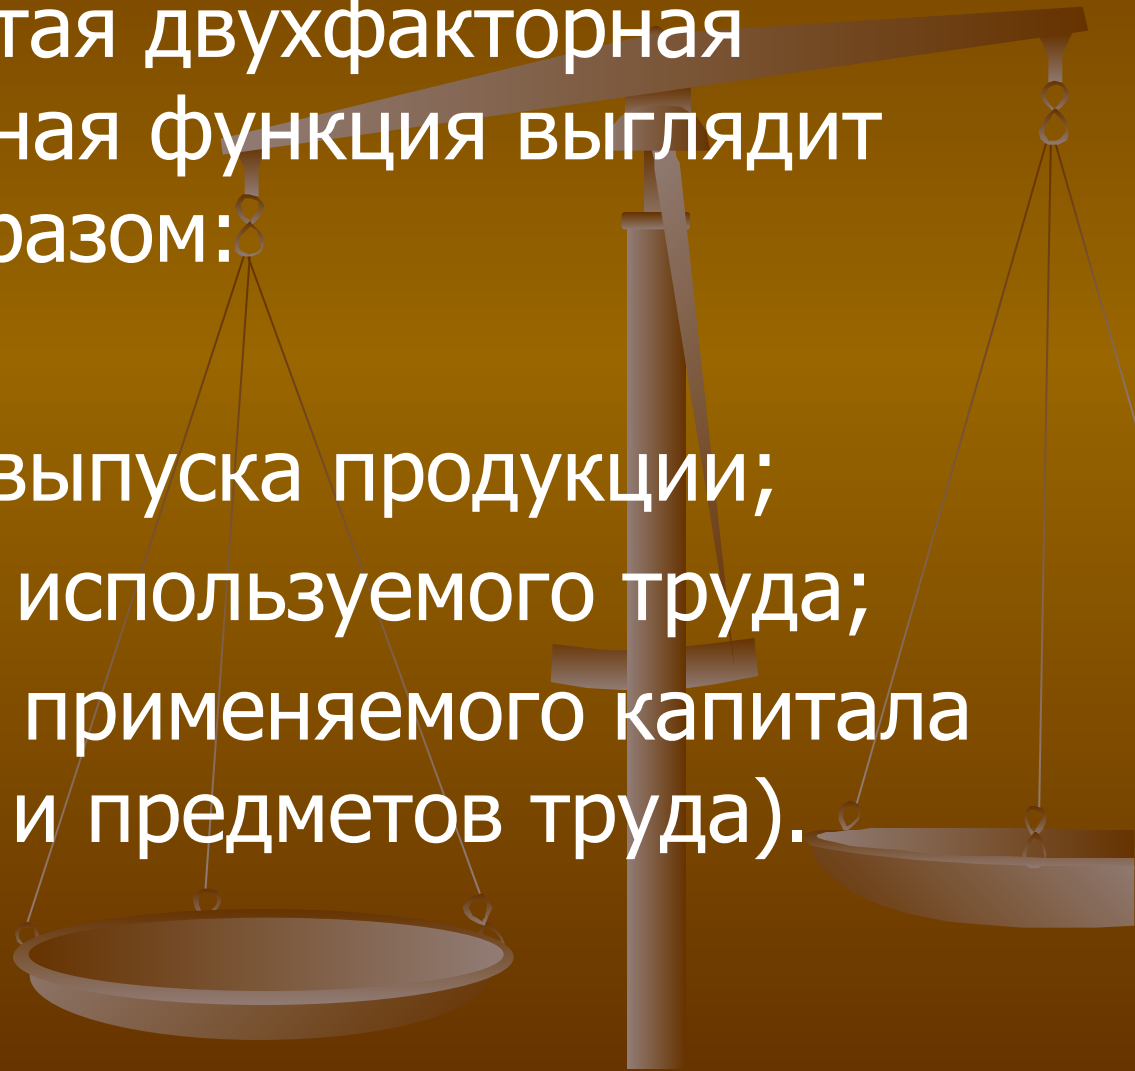 тая двухфакторная
ная функция выглядит
разом:
выпуска продукции;
используемого труда;
применяемого капитала
и предметов труда).